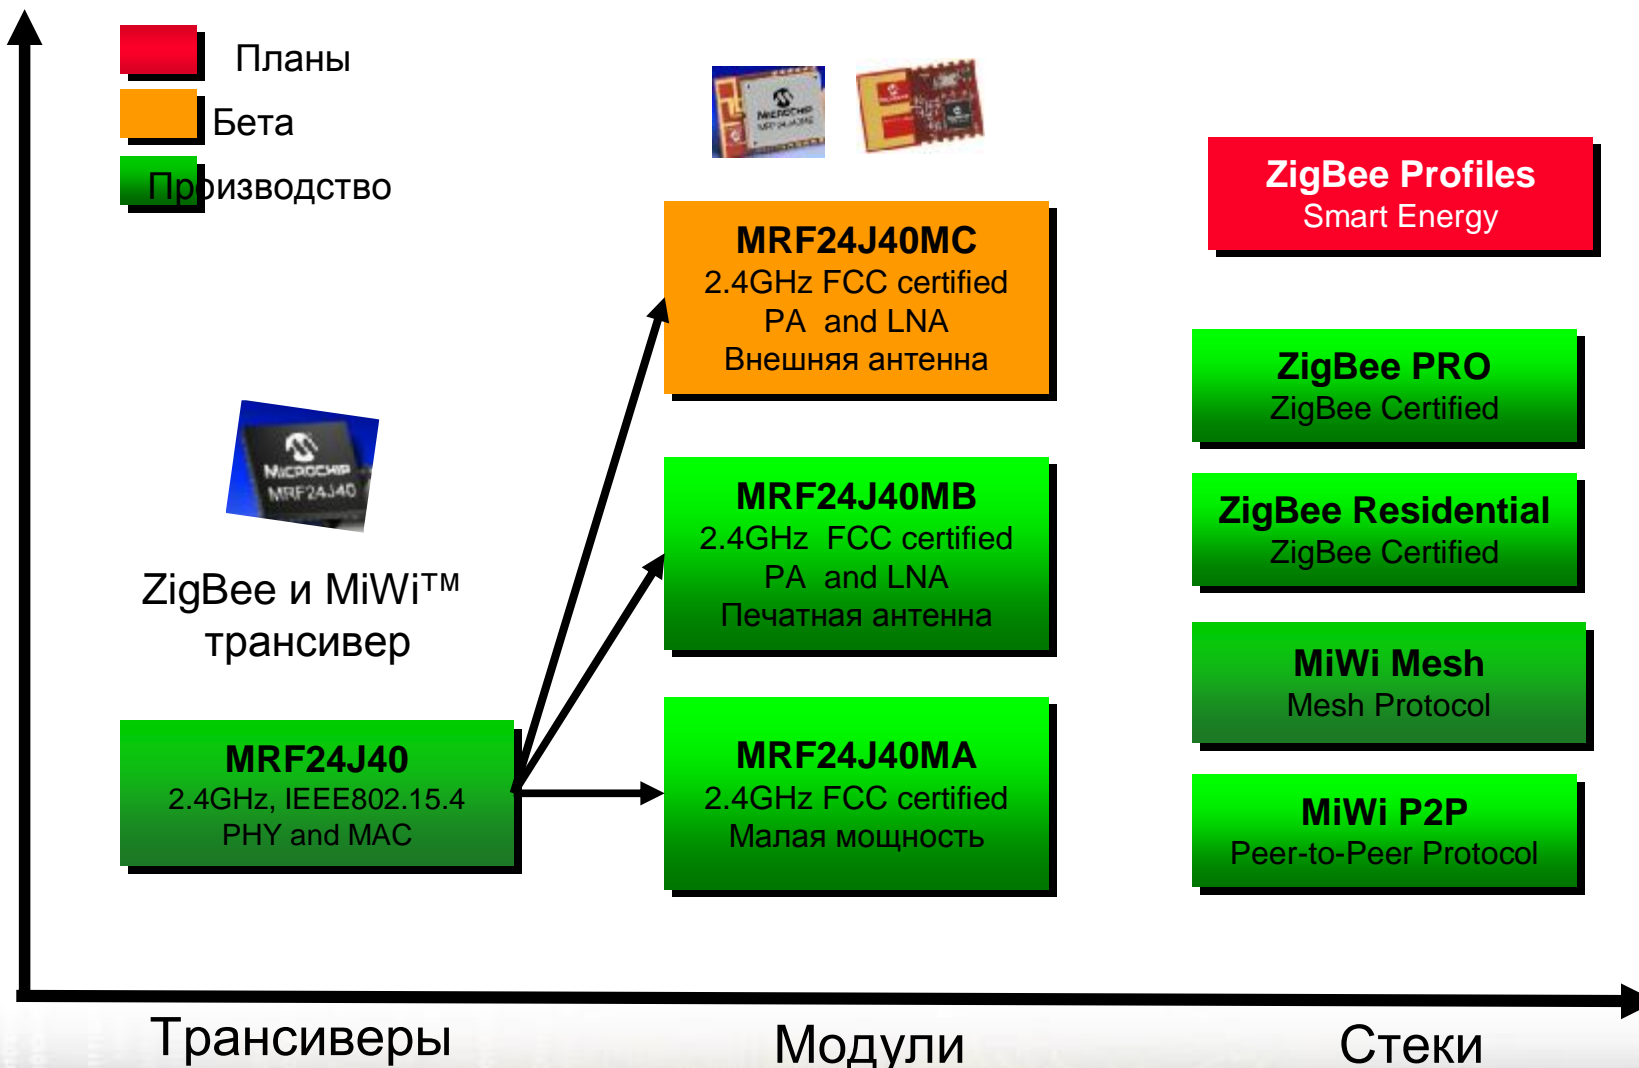 Планы
Бета
Производство
MICROCHIP
ZigBee Profiles
Smart Energy
MRF24J40MC
2.4GHz FCC certified
PA and LNA
Внешняя антенна
ZigBee PRO
ZigBee Certified
MICROCHIP
MRF24J40
MRF24J40MB
2.4GHz FCC certified
PA and LNA
Печатная антенна
ZigBee Residential
ZigBee Certified
ZigBee и MiWi™
трансивер
MiWi Mesh
Mesh Protocol
MRF24J40
2.4GHz, IEEE802.15.4
PHY and MAC
MRF24J40MA
2.4GHz FCC certified
Малая мощность
MiWi P2P
Peer-to-Peer Protocol
Трансиверы
Модули
Стеки